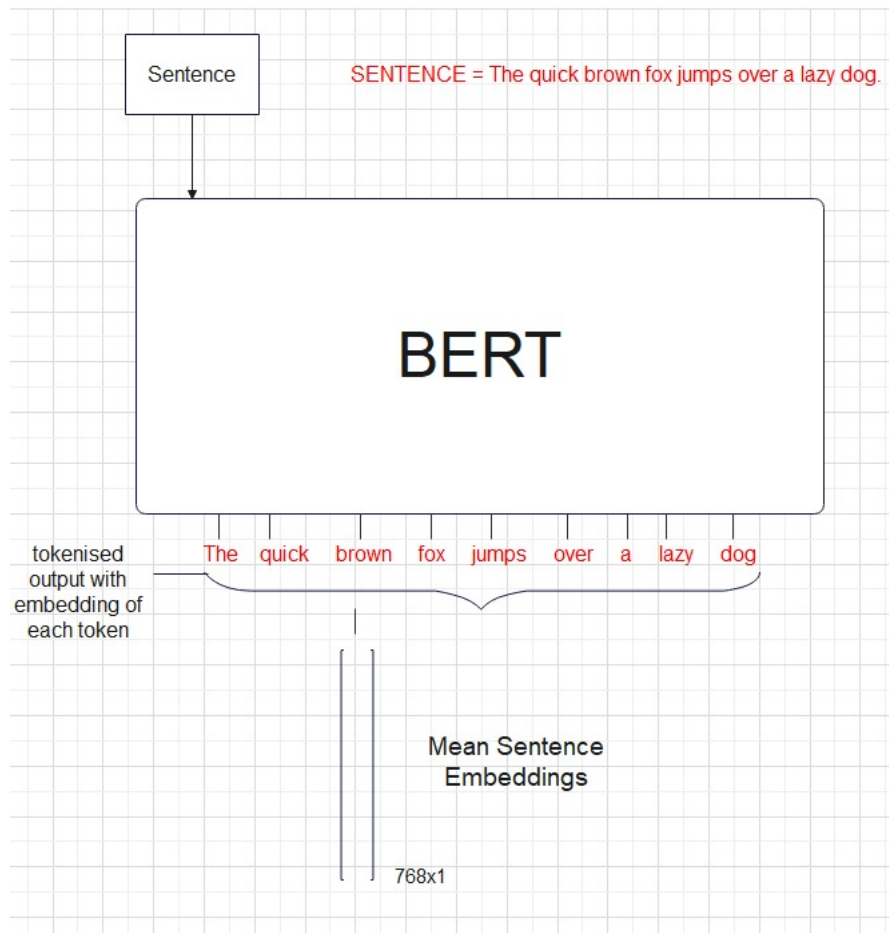 Sentence
SENTENCE = The quick brown fox jumps over a lazy dog.
BERT
The quick brown fox jumps over a lazy dog
tokenised
output with
embedding of
each token
Mean Sentence
Embeddings
768x1